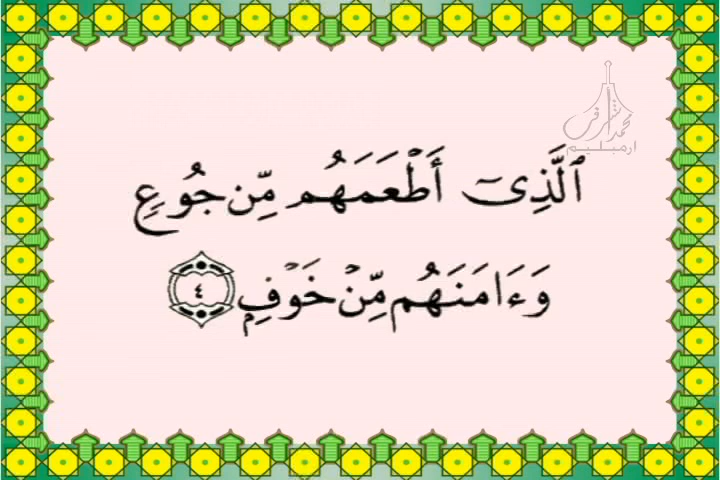 ٱلَّذِىٓ أَطْعَمَهُم مِّن جُوعٍ
وَءَامَنَهُم مِّنْ خَوْفٍۭ ٤